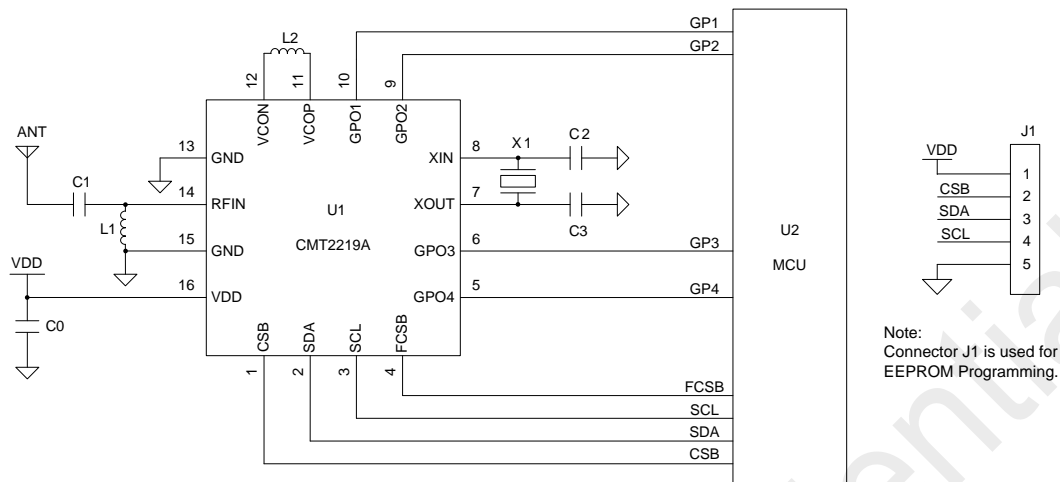 GP1
GP2
L2
12
11
10
9
VCON
VCOP
GPO1
GPO2
ANT
C1
L1
13
GND
14
RFIN
15
GND
16
VDD
VDD
C0
U1
CMT2219A
XIN
8
X1
C2
XOUT
7
C3
GPO3
6
GP3
GPO4
5
GP4
CSB
SDA
SCL
FCSB
1
2
3
4
FCSB
SCL
SDA
CSB
U2
MCU
J1
VDD
1
CSB
2
SDA
3
SCL
4
5
Note:
Connector J1 is used for
EEPROM Programming.